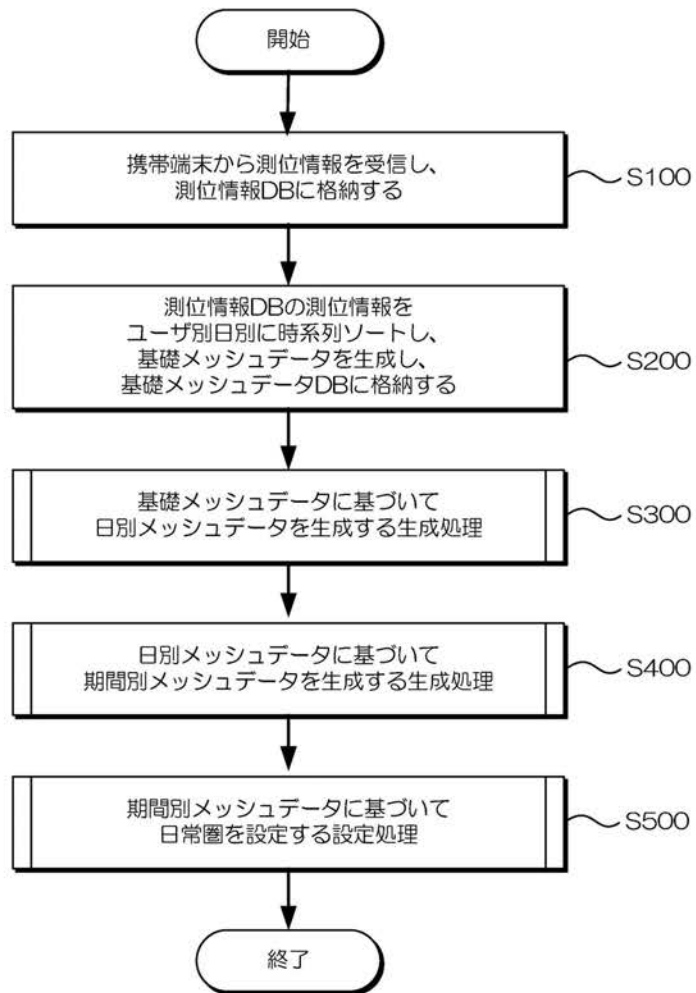 開始
携帯端末から測位情報を受信し、
測位情報DBに格納する
S100
測位情報DBの測位情報を
ユーザ別日別に時系列ソートし、
基礎メッシュデータを生成し、
基礎メッシュデータDBに格納する
S200
基礎メッシュデータに基づいて
日別メッシュデータを生成する生成処理
S300
日別メッシュデータに基づいて
期間別メッシュデータを生成する生成処理
S400
期間別メッシュデータに基づいて
日常圏を設定する設定処理
S500
終了